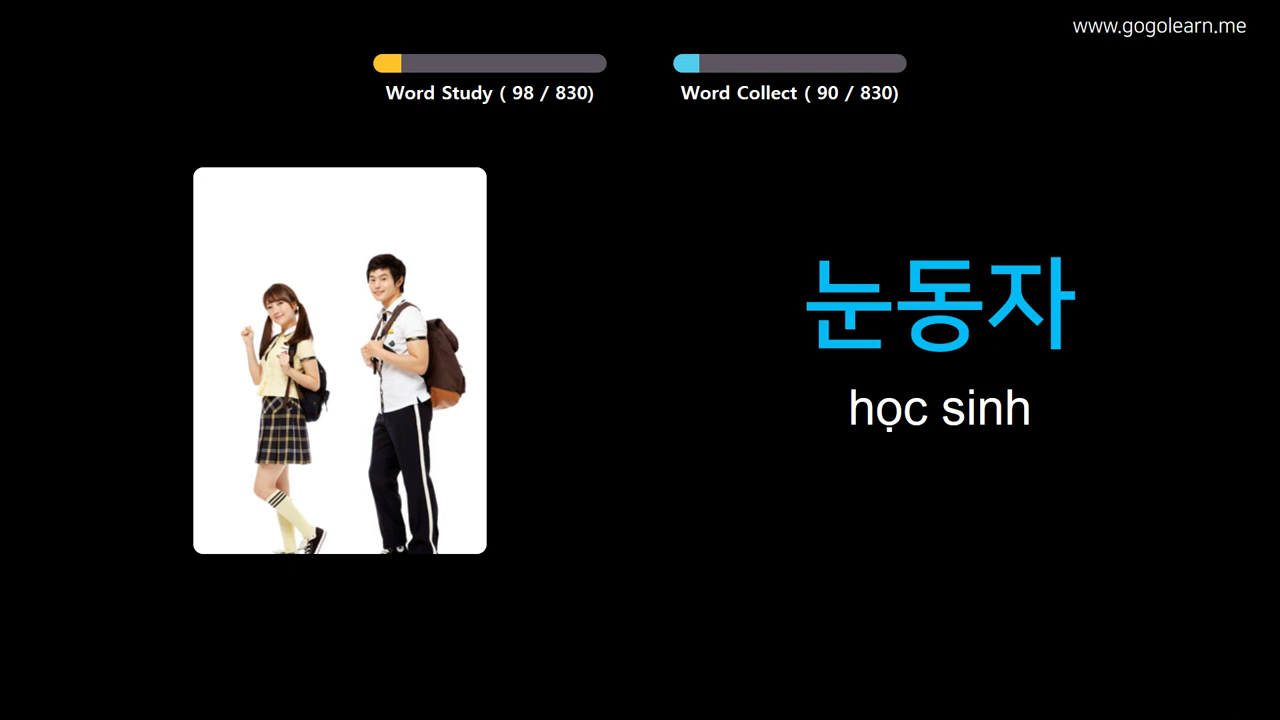 www.gogolearn.me
Word Study ( 98 / 830)
Word Collect ( 90 / 830)
눈동자
học sinh